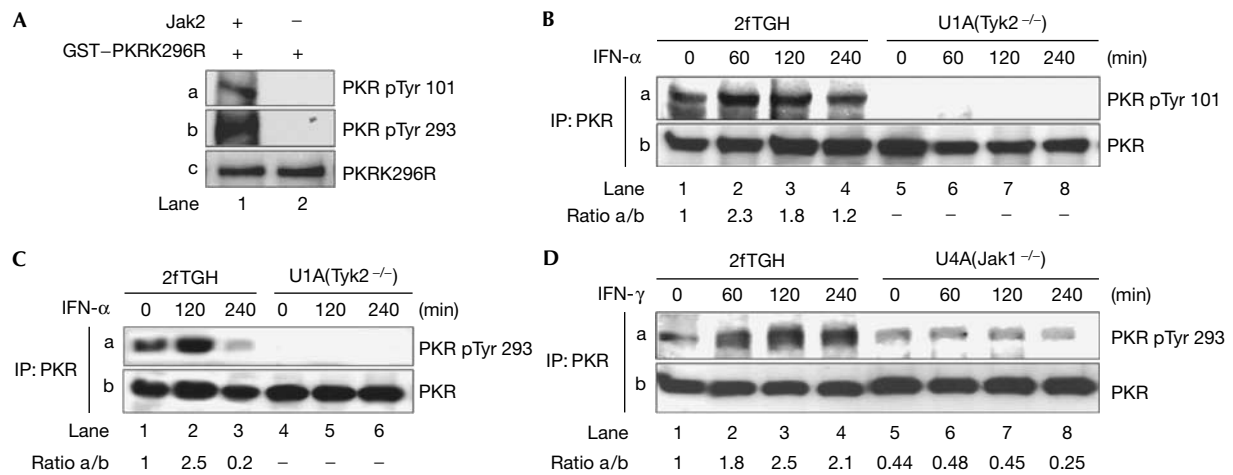 A
Jak2 + –
GST–PKRK296R + +
a PKR pTyr 101
b PKR pTyr 293
c PKRK296R
Lane 1 2
B
2fTGH U1A(Tyk2 –/–)
IFN-α 0 60 120 240 0 60 120 240 (min)
IP: PKR
a PKR pTyr 101
b PKR
Lane 1 2 3 4 5 6 7 8
Ratio a/b 1 2.3 1.8 1.2 – – – –
C
2fTGH U1A(Tyk2 –/–)
IFN-α 0 120 240 0 120 240 (min)
IP: PKR
a PKR pTyr 293
b PKR
Lane 1 2 3 4 5 6
Ratio a/b 1 2.5 0.2 – – –
D
2fTGH U4A(Jak1 –/–)
IFN-γ 0 60 120 240 0 60 120 240 (min)
IP: PKR
a PKR pTyr 293
b PKR
Lane 1 2 3 4 5 6 7 8
Ratio a/b 1 1.8 2.5 2.1 0.44 0.48 0.45 0.25